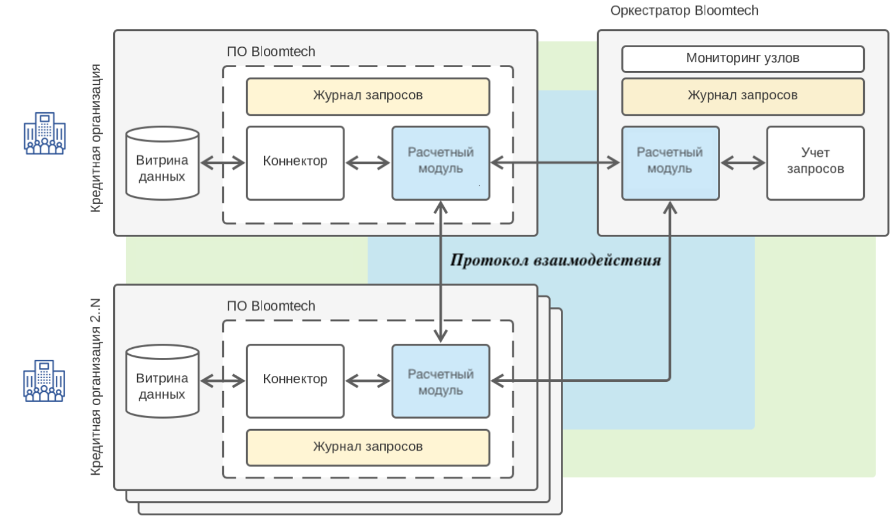 Оркестратор Bloomtech
ПО Bloomtech
Мониторинг узлов
Журнал запросов
Журнал запросов
Кредитная организация
Витрина
данных
Коннектор
Расчетный
модуль
Расчетный
модуль
Учет
запросов
Протокол взаимодействия
Кредитная организация 2..N
ПО Bloomtech
Витрина
данных
Коннектор
Расчетный
модуль
Журнал запросов